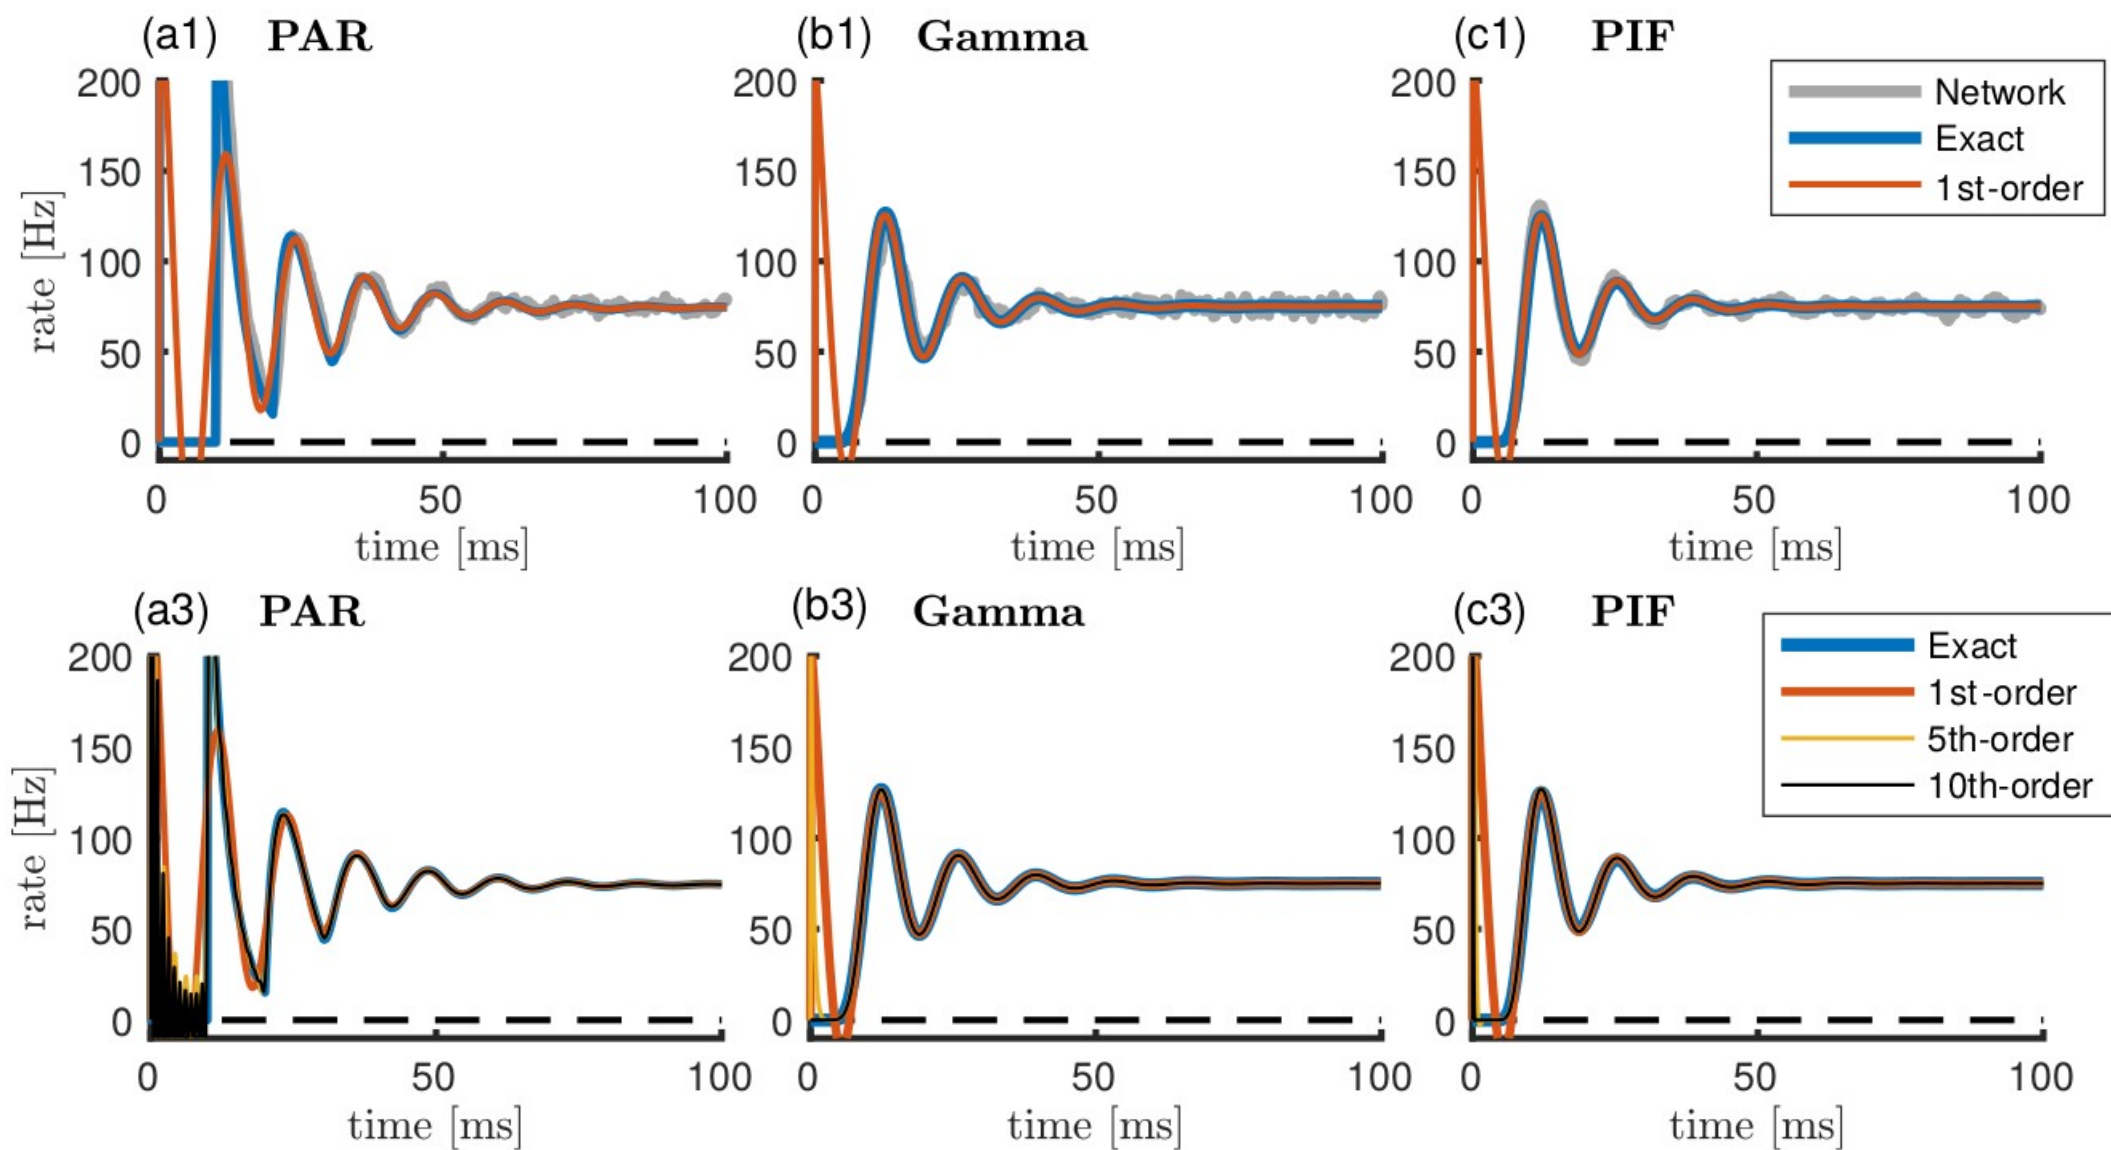 (a1) PAR
(b1) Gamma
(c1) PIF
Network
Exact
1st-order
200
150
100
50
0
rate [Hz]
0 50 100
time [ms]
200
150
100
50
0
0 50 100
time [ms]
200
150
100
50
0
0 50 100
time [ms]
(a3) PAR
(b3) Gamma
(c3) PIF
Exact
1st-order
5th-order
10th-order
200
150
100
50
0
rate [Hz]
0 50 100
time [ms]
200
150
100
50
0
0 50 100
time [ms]
200
150
100
50
0
0 50 100
time [ms]